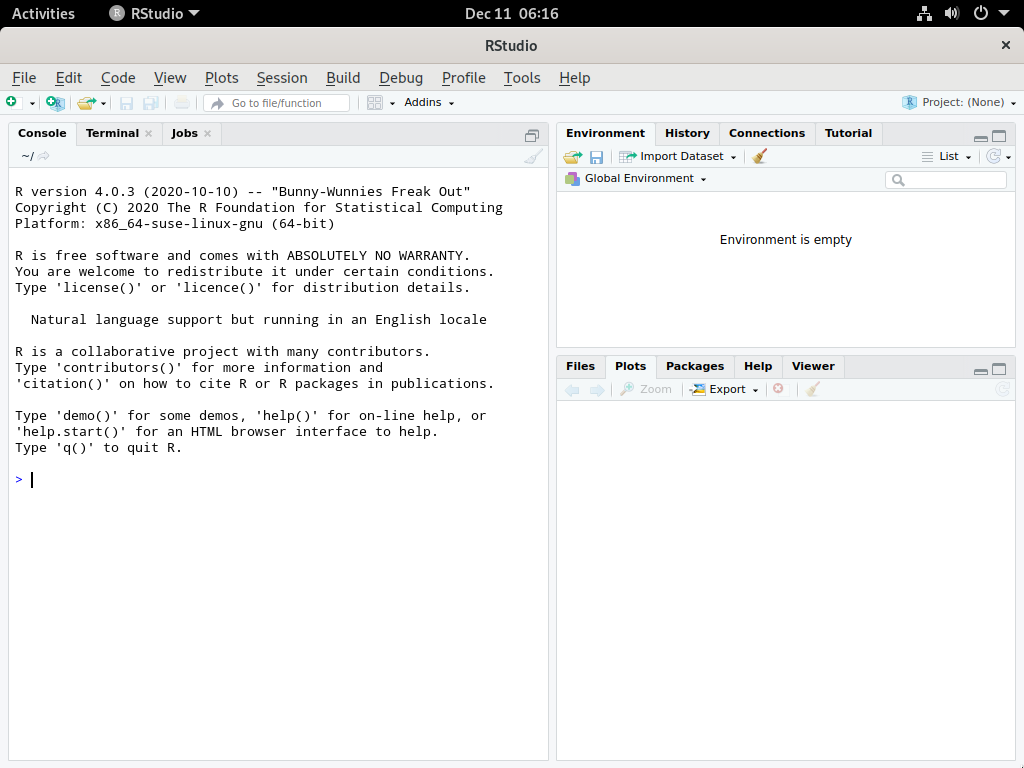 Activities RStudio Dec 11 06:16
RStudio
File Edit Code View Plots Session Build Debug Profile Tools Help
Go to file/function Addins Project: (None)
Console Terminal Jobs
~/
R version 4.0.3 (2020-10-10) -- "Bunny-Wunnies Freak Out"
Copyright (C) 2020 The R Foundation for Statistical Computing
Platform: x86_64-suse-linux-gnu (64-bit)
R is free software and comes with ABSOLUTELY NO WARRANTY.
You are welcome to redistribute it under certain conditions.
Type 'license()' or 'licence()' for distribution details.
Natural language support but running in an English locale
R is a collaborative project with many contributors.
Type 'contributors()' for more information and
'citation()' on how to cite R or R packages in publications.
Type 'demo()' for some demos, 'help()' for on-line help, or
'help.start()' for an HTML browser interface to help.
Type 'q()' to quit R.
>
Environment History Connections Tutorial
Import Dataset List
Global Environment
Environment is empty
Files Plots Packages Help Viewer
Zoom Export